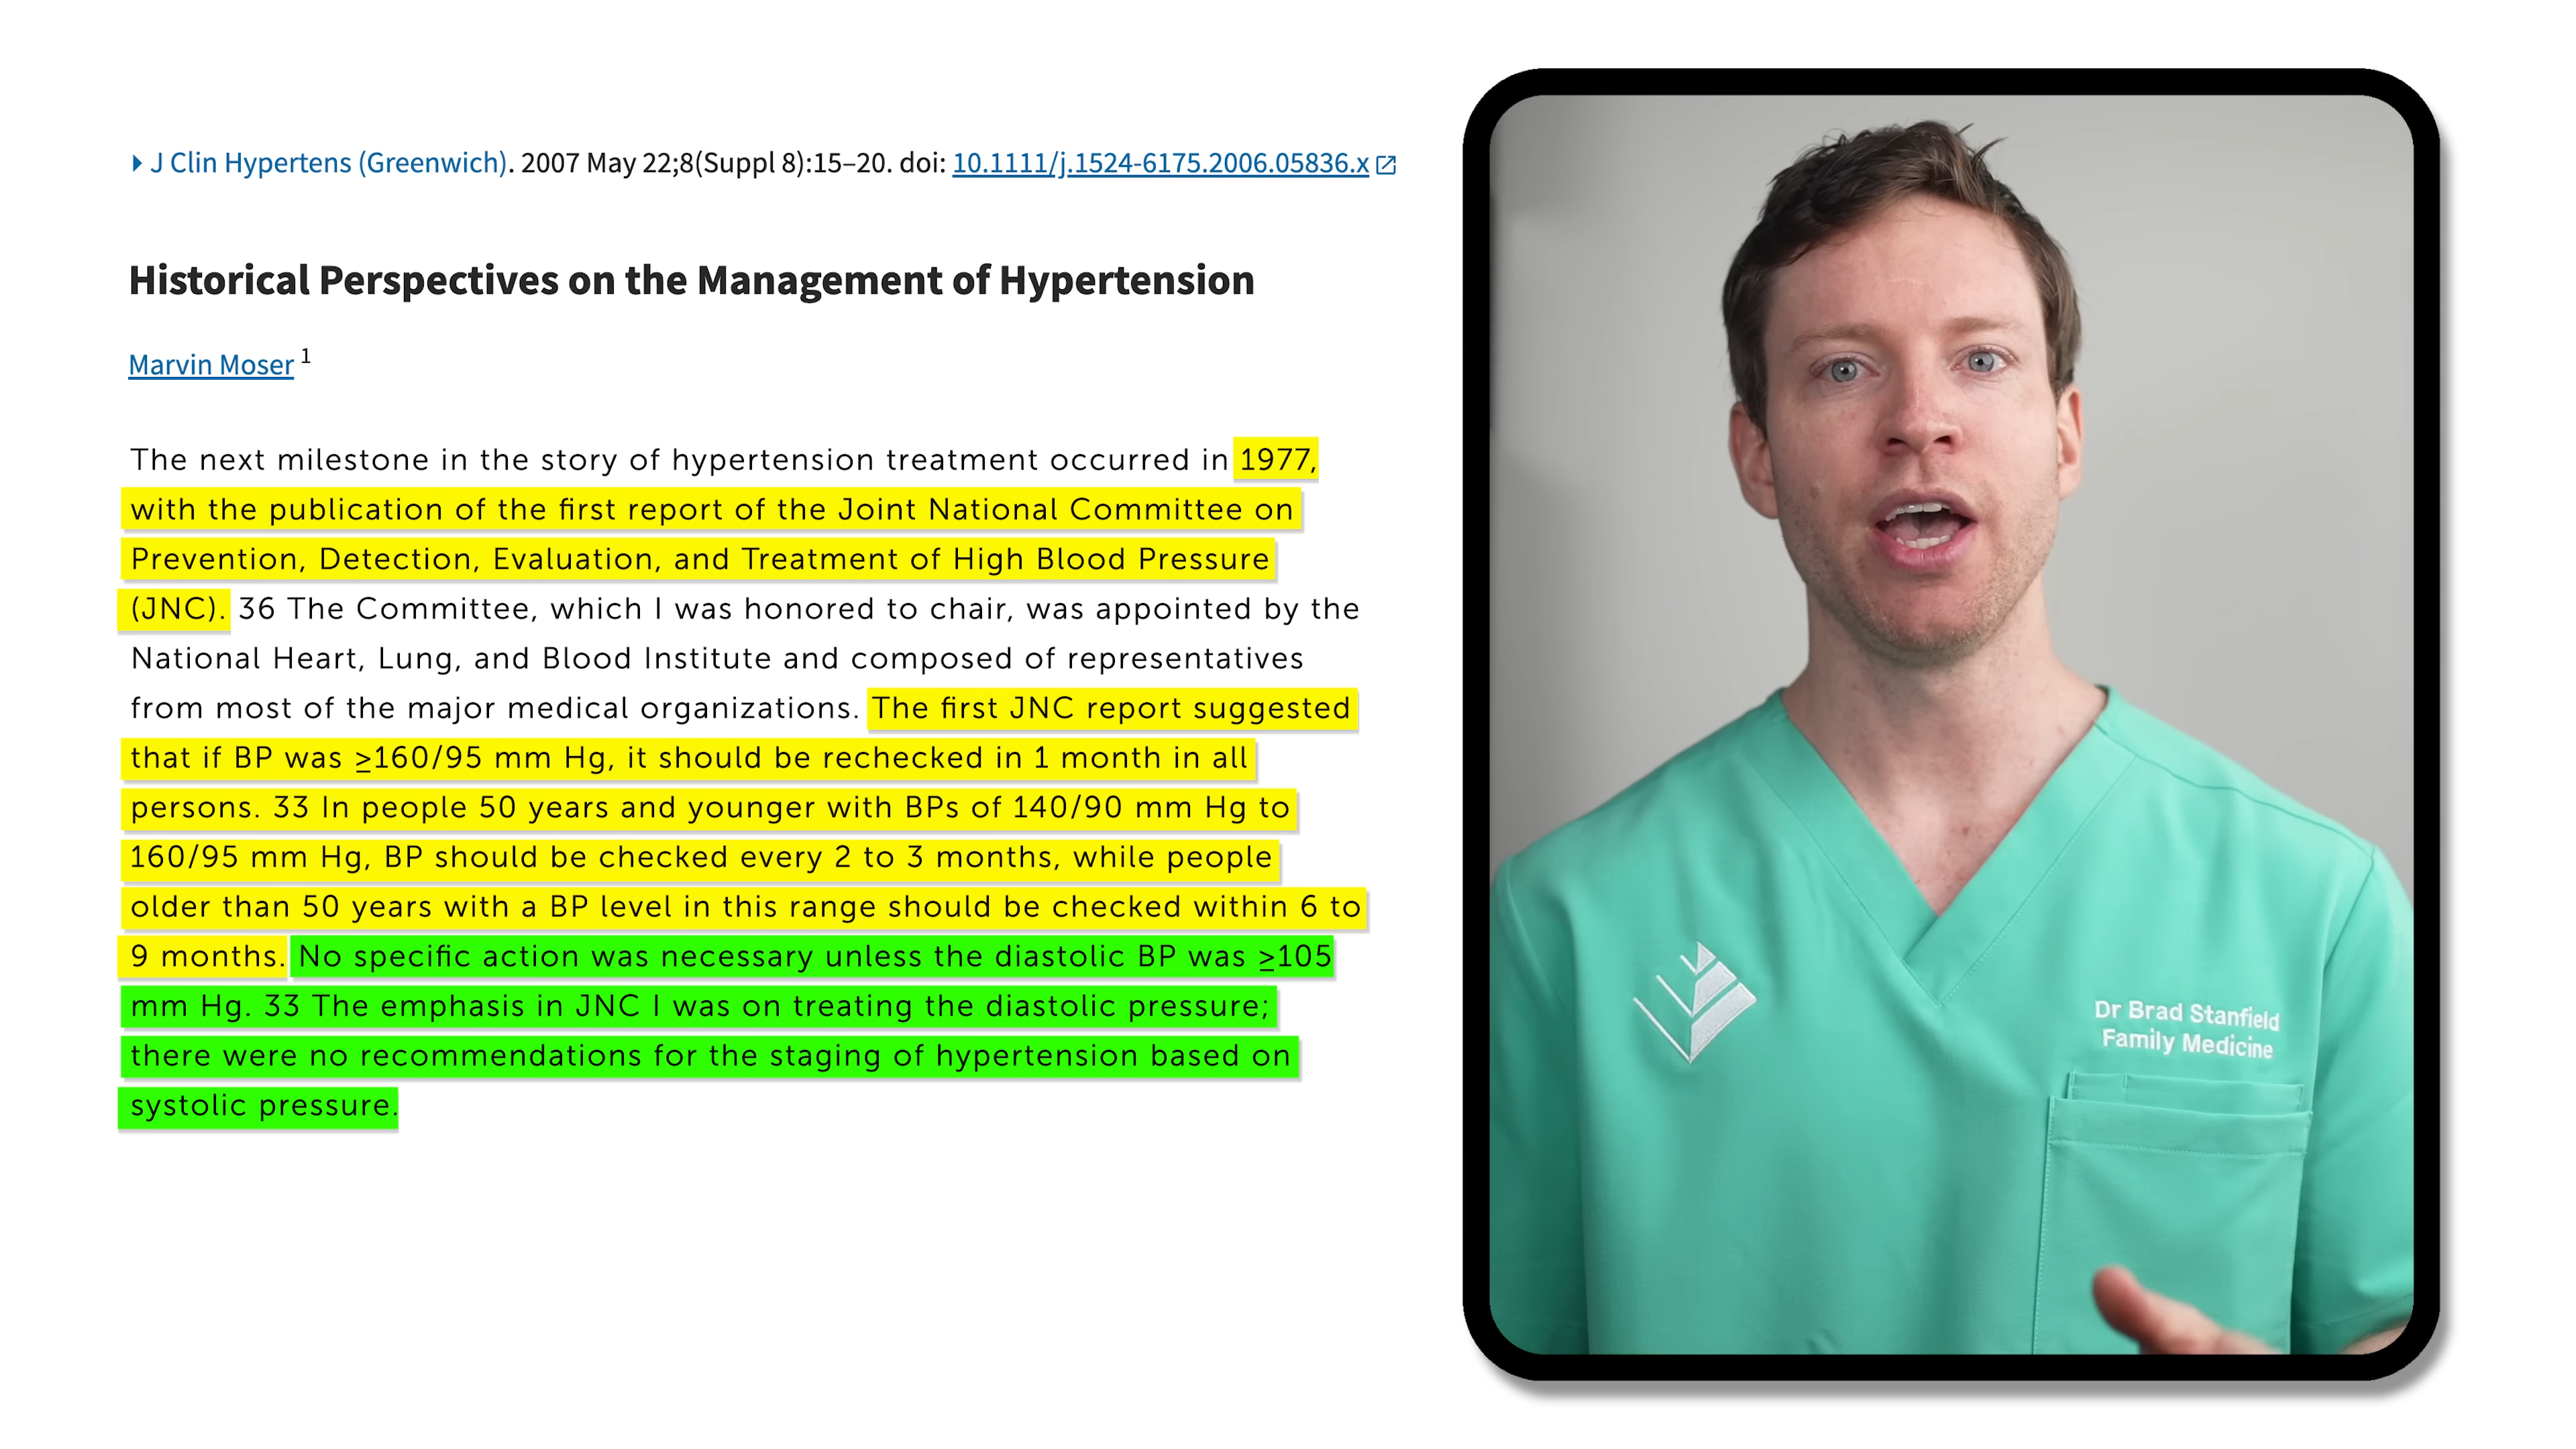 J Clin Hypertens (Greenwich). 2007 May 22;8(Suppl 8):15–20. doi: 10.1111/j.1524-6175.2006.05836.x
Historical Perspectives on the Management of Hypertension
Marvin Moser 1
The next milestone in the story of hypertension treatment occurred in 1977,
with the publication of the first report of the Joint National Committee on
Prevention, Detection, Evaluation, and Treatment of High Blood Pressure
(JNC). 36 The Committee, which I was honored to chair, was appointed by the
National Heart, Lung, and Blood Institute and composed of representatives
from most of the major medical organizations. The first JNC report suggested
that if BP was ≥160/95 mm Hg, it should be rechecked in 1 month in all
persons. 33 In people 50 years and younger with BPs of 140/90 mm Hg to
160/95 mm Hg, BP should be checked every 2 to 3 months, while people
older than 50 years with a BP level in this range should be checked within 6 to
9 months. No specific action was necessary unless the diastolic BP was ≥105
mm Hg. 33 The emphasis in JNC I was on treating the diastolic pressure;
there were no recommendations for the staging of hypertension based on
systolic pressure.
Dr Brad Stanfield
Family Medicine